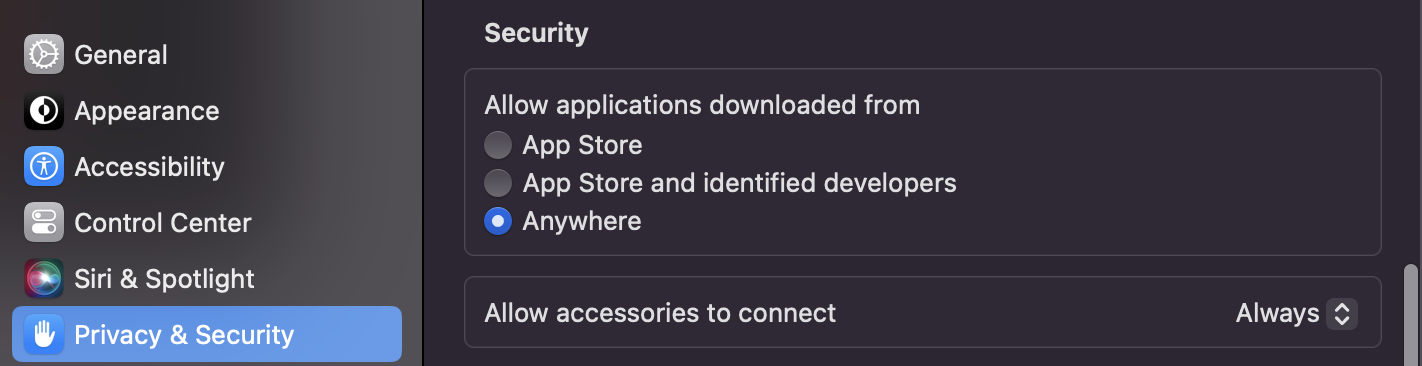 General
Appearance
Accessibility
Control Center
Siri & Spotlight
Privacy & Security
Security
Allow applications downloaded from
App Store
App Store and identified developers
Anywhere
Allow accessories to connect
Always